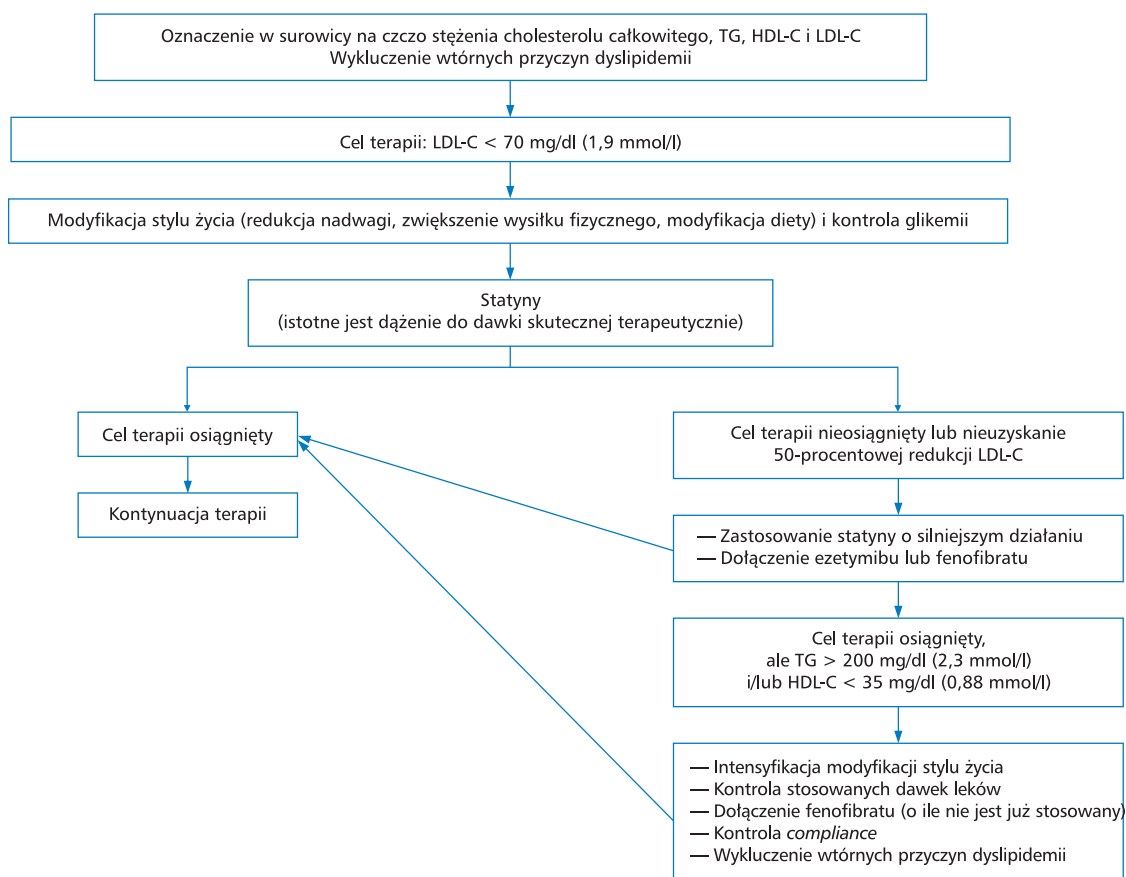 Oznaczenie w surowicy na czczo stężenia cholesterolu całkowitego, TG, HDL-C i LDL-C
Wykluczenie wtórnych przyczyn dyslipidemii
Cel terapii: LDL-C < 70 mg/dl (1,9 mmol/l)
Modyfikacja stylu życia (redukcja nadwagi, zwiększenie wysiłku fizycznego, modyfikacja diety) i kontrola glikemii
Statyny
(istotne jest dążenie do dawki skutecznej terapeutycznie)
Cel terapii osiągnięty
Kontynuacja terapii
Cel terapii nieosiągnięty lub nieuzyskanie
50-procentowej redukcji LDL-C
— Zastosowanie statyny o silniejszym działaniu
— Dołączenie ezetymibu lub fenofibratu
Cel terapii osiągnięty,
ale TG > 200 mg/dl (2,3 mmol/l)
i/lub HDL-C < 35 mg/dl (0,88 mmol/l)
— Intensyfikacja modyfikacji stylu życia
— Kontrola stosowanych dawek leków
— Dołączenie fenofibratu (o ile nie jest już stosowany)
— Kontrola compliance
— Wykluczenie wtórnych przyczyn dyslipidemii